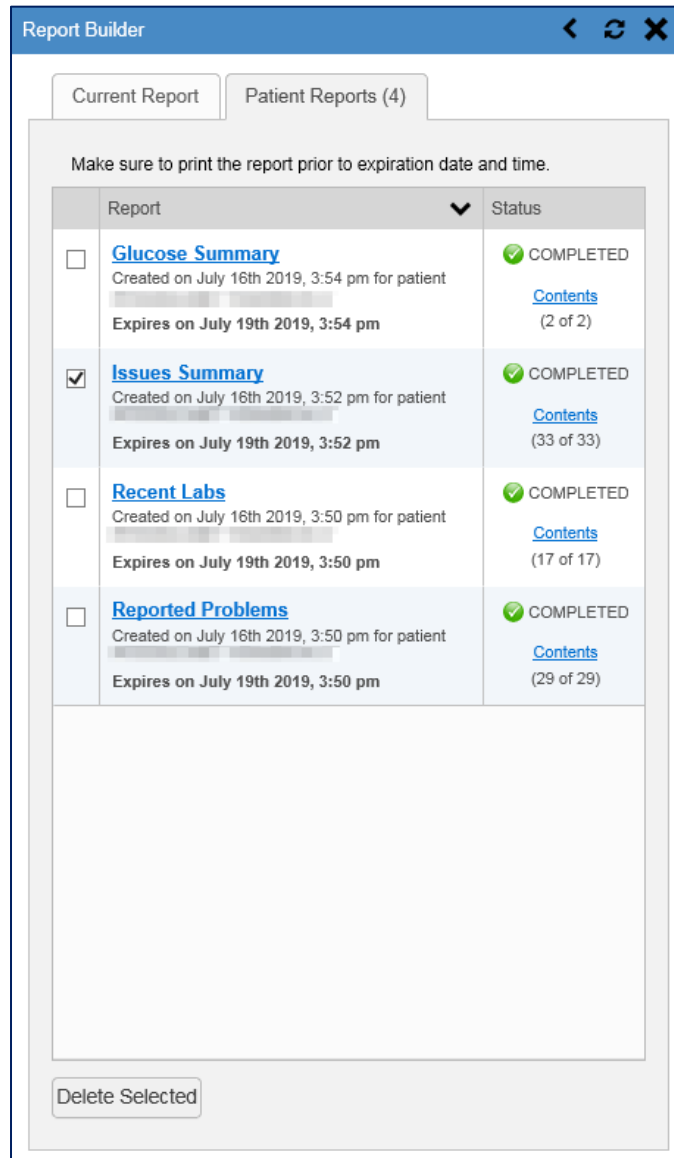 Report Builder
Current Report
Patient Reports (4)
Make sure to print the report prior to expiration date and time.
Report
Status
Glucose Summary
Created on July 16th 2019, 3:54 pm for patient
Expires on July 19th 2019, 3:54 pm
COMPLETED
Contents
(2 of 2)
Issues Summary
Created on July 16th 2019, 3:52 pm for patient
Expires on July 19th 2019, 3:52 pm
COMPLETED
Contents
(33 of 33)
Recent Labs
Created on July 16th 2019, 3:50 pm for patient
Expires on July 19th 2019, 3:50 pm
COMPLETED
Contents
(17 of 17)
Reported Problems
Created on July 16th 2019, 3:50 pm for patient
Expires on July 19th 2019, 3:50 pm
COMPLETED
Contents
(29 of 29)
Delete Selected